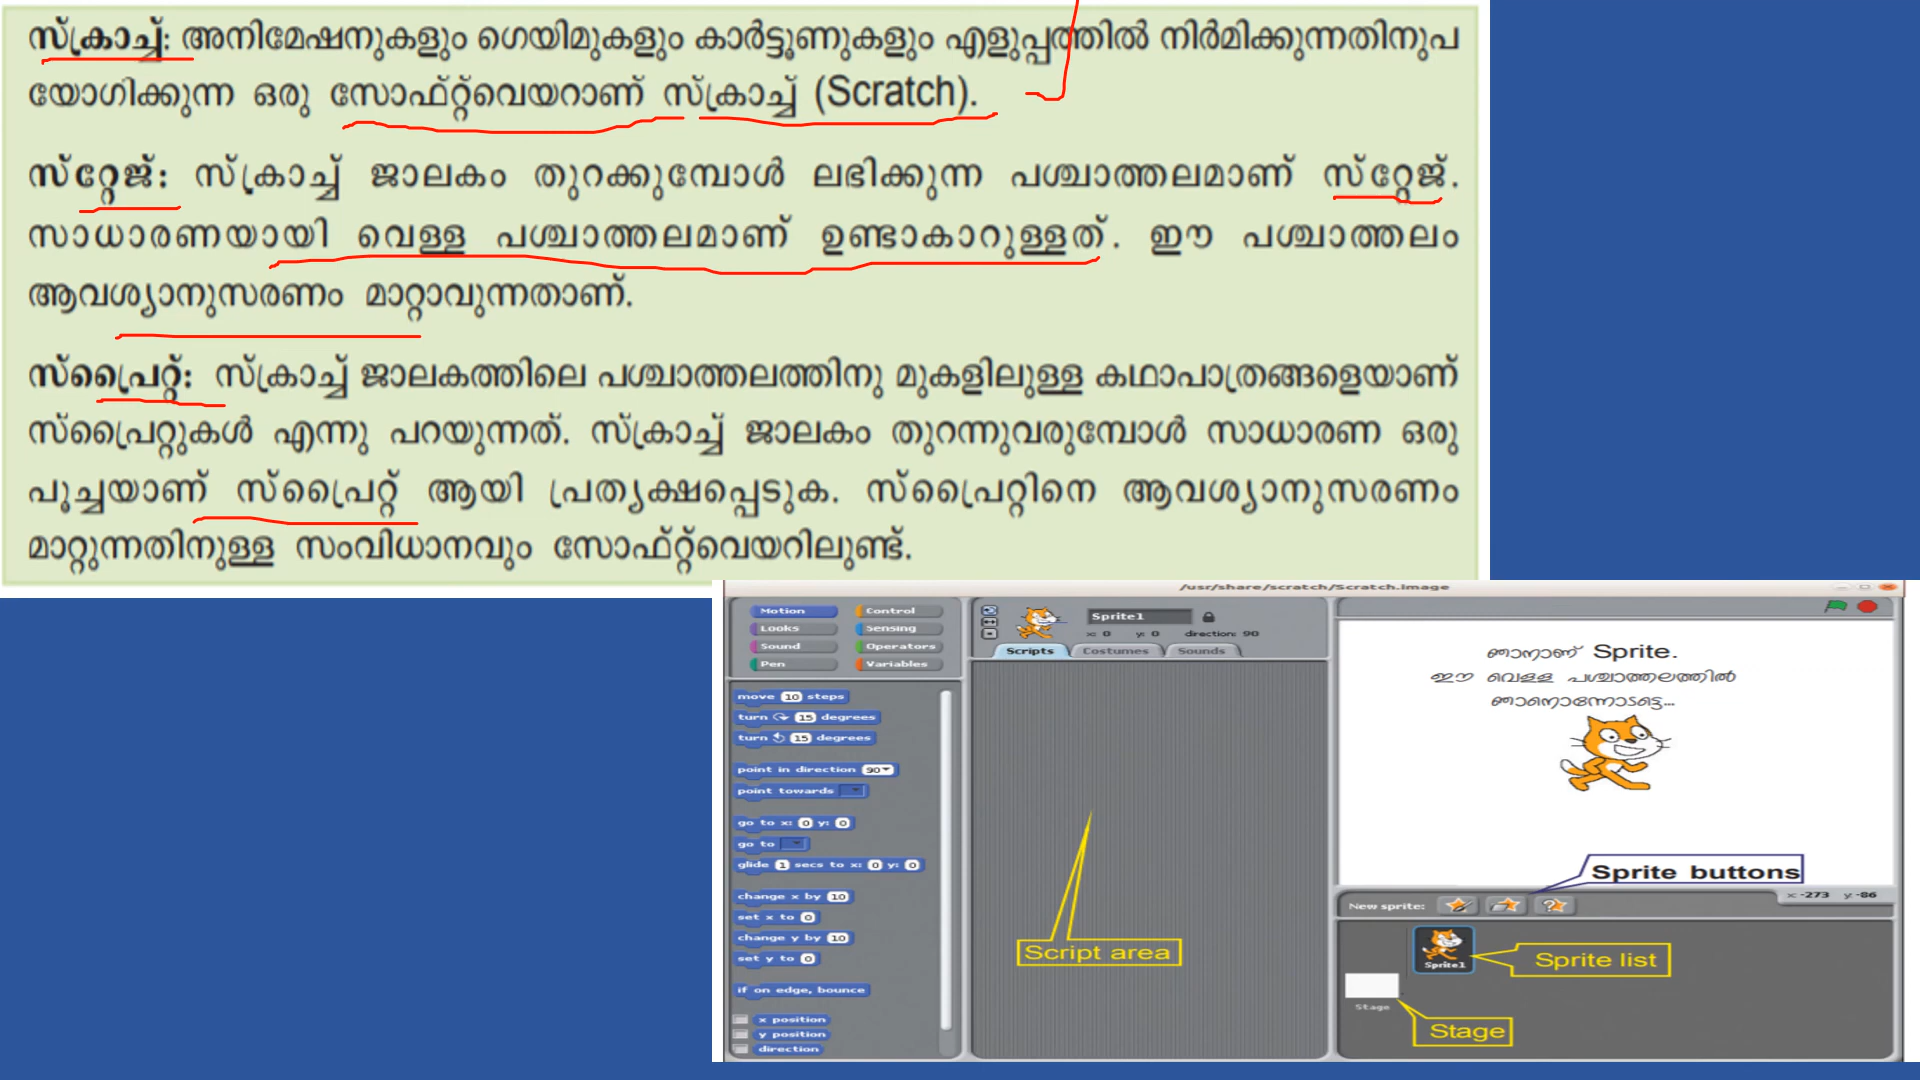 സ്ക്രാച്ച്: അനിമേഷനുകളും ഗെയിമുകളും കാർട്ടൂണുകളും എളുപ്പത്തിൽ നിർമിക്കുന്നതിനുപ
യോഗിക്കുന്ന ഒരു സോഫ്റ്റ്‌വെയറാണ് സ്ക്രാച്ച് (Scratch).
സ്റ്റേജ്: സ്ക്രാച്ച് ജാലകം തുറക്കുമ്പോൾ ലഭിക്കുന്ന പശ്ചാത്തലമാണ് സ്റ്റേജ്.
സാധാരണയായി വെള്ള പശ്ചാത്തലമാണ് ഉണ്ടാകാറുള്ളത്. ഈ പശ്ചാത്തലം
ആവശ്യാനുസരണം മാറ്റാവുന്നതാണ്.
സ്പ്രൈറ്റ്: സ്ക്രാച്ച് ജാലകത്തിലെ പശ്ചാത്തലത്തിനു മുകളിലുള്ള കഥാപാത്രങ്ങളെയാണ്
സ്പ്രൈറ്റുകൾ എന്നു പറയുന്നത്. സ്ക്രാച്ച് ജാലകം തുറന്നുവരുമ്പോൾ സാധാരണ ഒരു
പൂച്ചയാണ് സ്പ്രൈറ്റ് ആയി പ്രത്യക്ഷപ്പെടുക. സ്പ്രൈറ്റിനെ ആവശ്യാനുസരണം
മാറ്റുന്നതിനുള്ള സംവിധാനവും സോഫ്റ്റ്‌വെയറിലുണ്ട്.
/usr/share/scratch/Scratch.image
Motion Control
Looks Sensing
Sound Operators
Pen Variables
move 10 steps
turn 15 degrees
turn 15 degrees
point in direction 90
point towards
go to x: 0 y: 0
go to
glide 1 secs to x: 0 y: 0
change x by 10
set x to 0
change y by 10
set y to 0
if on edge, bounce
x position
y position
direction
Sprite1
x: 0 y: 0 direction: 90
Scripts Costumes Sounds
Script area
ഞാനാണ് Sprite.
ഈ വെള്ള പശ്ചാത്തലത്തിൽ
ഞാനൊന്നോടട്ടെ...
Sprite buttons
x: -273 y: -86
New sprite:
Sprite1
Sprite list
Stage
Stage